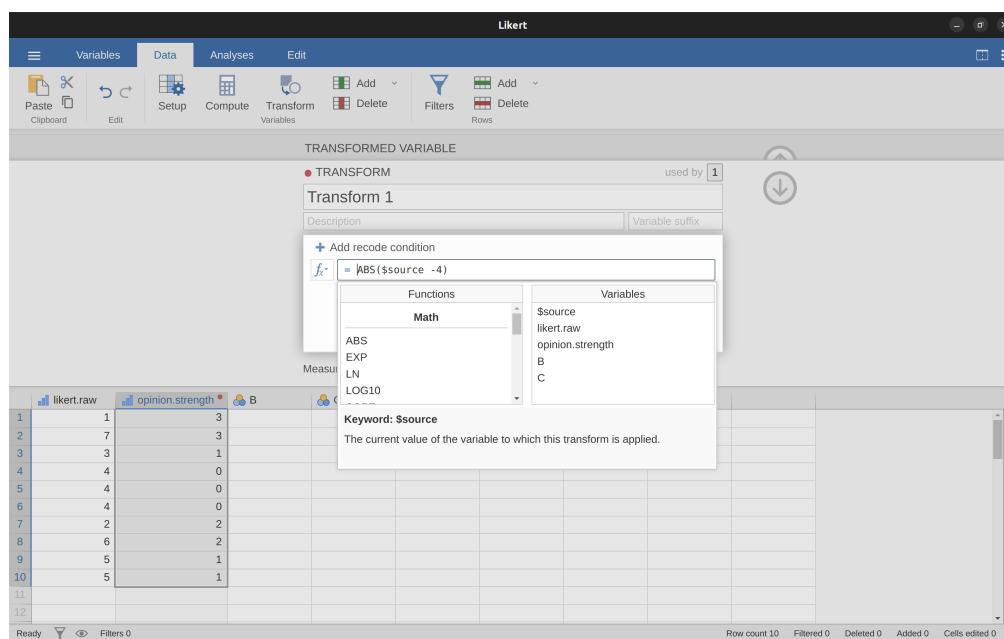 Likert
Variables Data Analyses Edit
Paste Setup Compute Transform Add Delete Filters Add Delete
Clipboard Edit Variables Rows
TRANSFORMED VARIABLE
TRANSFORM used by 1
Transform 1
Description Variable suffix
+ Add recode condition
fx = ABS($source -4)
Functions Variables
Math
ABS
EXP
LN
LOG10
$source
likert.raw
opinion.strength
B
C
Keyword: $source
The current value of the variable to which this transform is applied.
Measu
likert.raw opinion.strength B
1 1 3
2 7 3
3 3 1
4 4 0
5 4 0
6 4 0
7 2 2
8 6 2
9 5 1
10 5 1
11
12
Ready Filters 0 Row count 10 Filtered 0 Deleted 0 Added 0 Cells edited 0